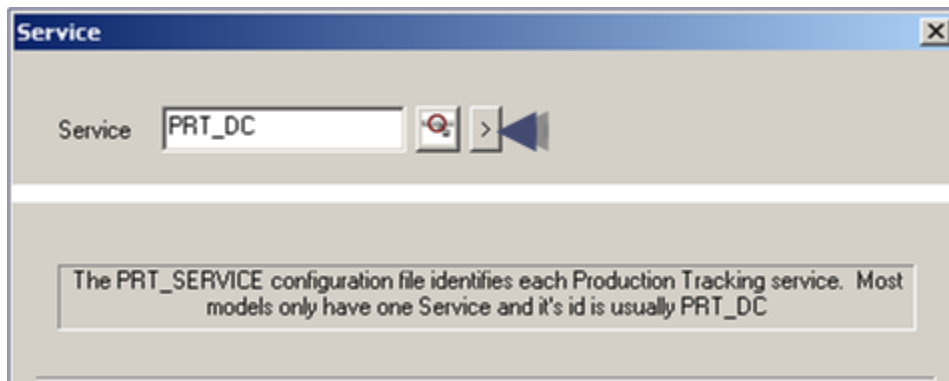 Service
Service PRT_DC >
The PRT_SERVICE configuration file identifies each Production Tracking service. Most
models only have one Service and it's id is usually PRT_DC